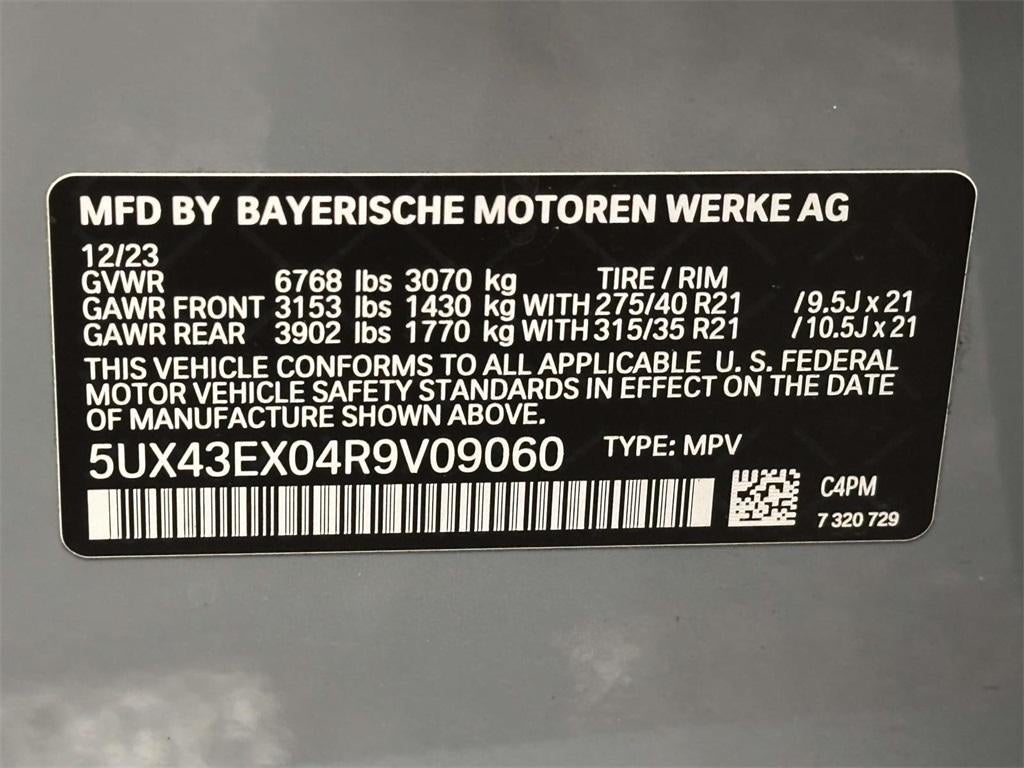 MFD BY BAYERISCHE MOTOREN WERKE AG
12/23
GVWR 6768 lbs 3070 kg TIRE / RIM
GAWR FRONT 3153 lbs 1430 kg WITH 275/40 R21 / 9.5J x 21
GAWR REAR 3902 lbs 1770 kg WITH 315/35 R21 / 10.5J x 21
THIS VEHICLE CONFORMS TO ALL APPLICABLE U. S. FEDERAL
MOTOR VEHICLE SAFETY STANDARDS IN EFFECT ON THE DATE
OF MANUFACTURE SHOWN ABOVE.
5UX43EX04R9V09060 TYPE: MPV
C4PM
7 320 729